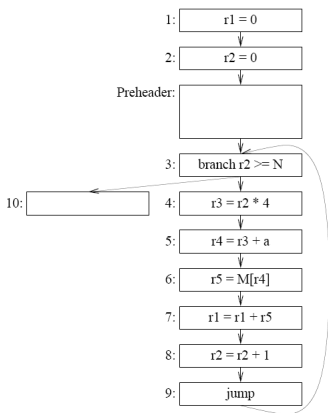 1: r1 = 0
2: r2 = 0
Preheader:
3: branch r2 >= N
10:
4: r3 = r2 * 4
5: r4 = r3 + a
6: r5 = M[r4]
7: r1 = r1 + r5
8: r2 = r2 + 1
9: jump